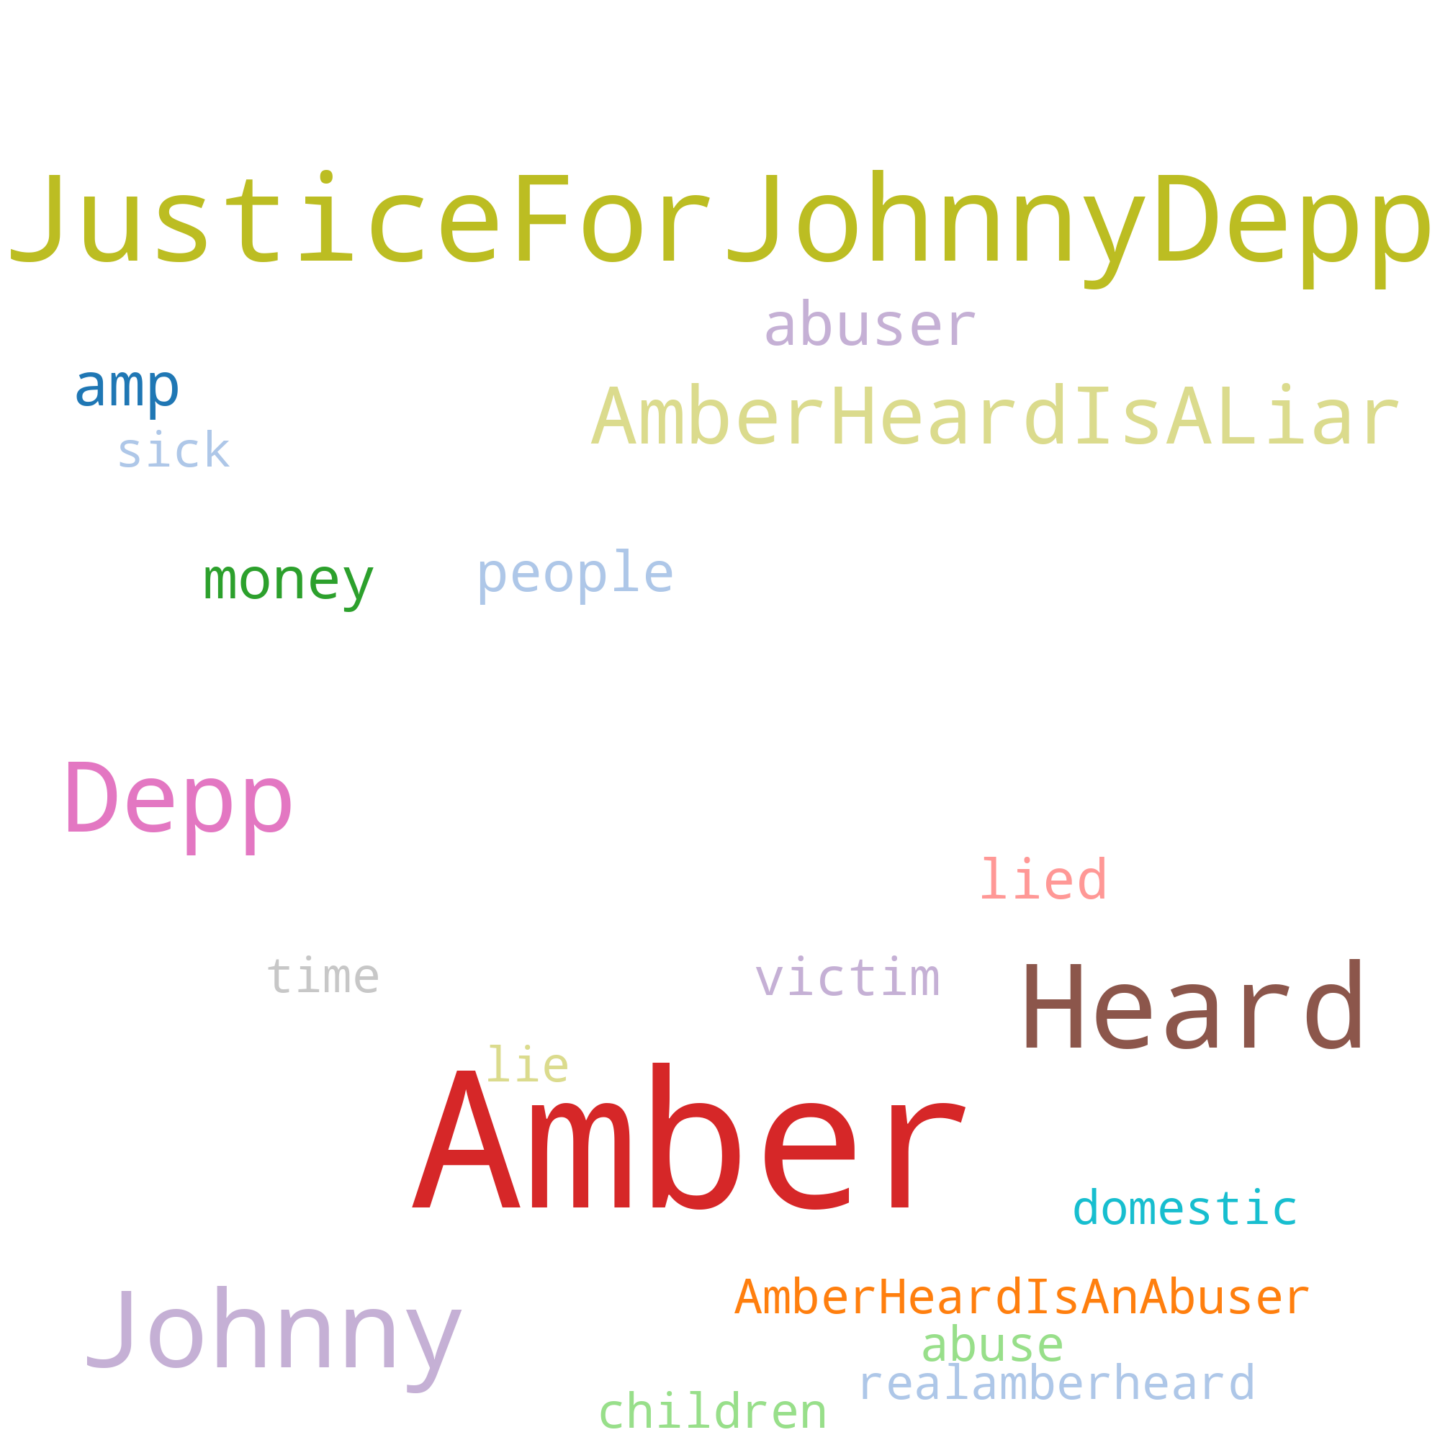 JusticeForJohnnyDepp
abuser
amp
AmberHeardIsALiar
sick
money people
Depp
lied
time victim Heard
lie
Amber
domestic
AmberHeardIsAnAbuser
Johnny
abuse
realamberheard
children